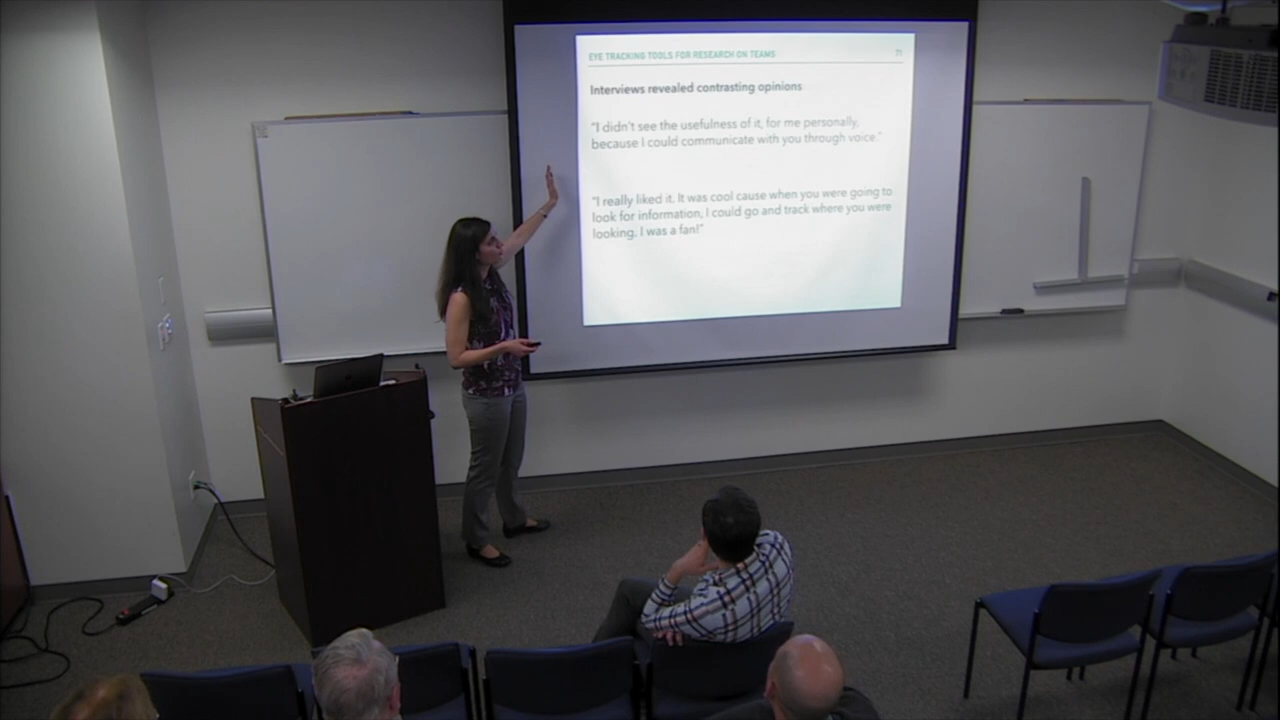 EYE TRACKING TOOLS FOR RESEARCH ON TEAMS 71
Interviews revealed contrasting opinions
"I didn't see the usefulness of it, for me personally,
because I could communicate with you through voice."
"I really liked it. It was cool cause when you were going to
look for information, I could go and track where you were
looking. I was a fan!"